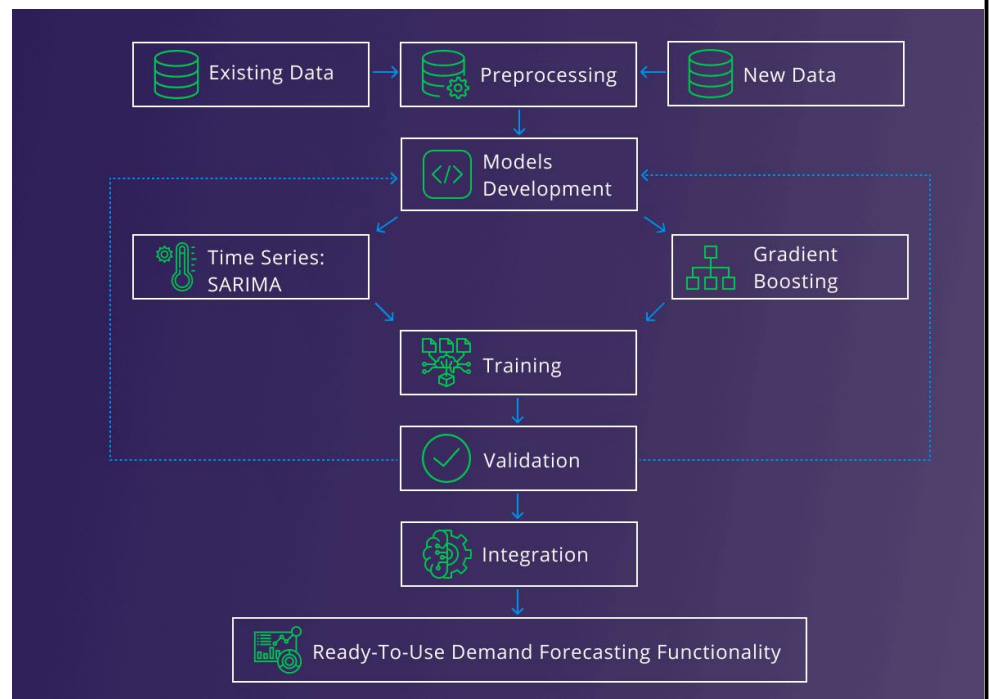 Existing Data
Preprocessing
New Data
</>
Models
Development
Time Series:
SARIMA
Gradient
Boosting
Training
Validation
Integration
Ready-To-Use Demand Forecasting Functionality